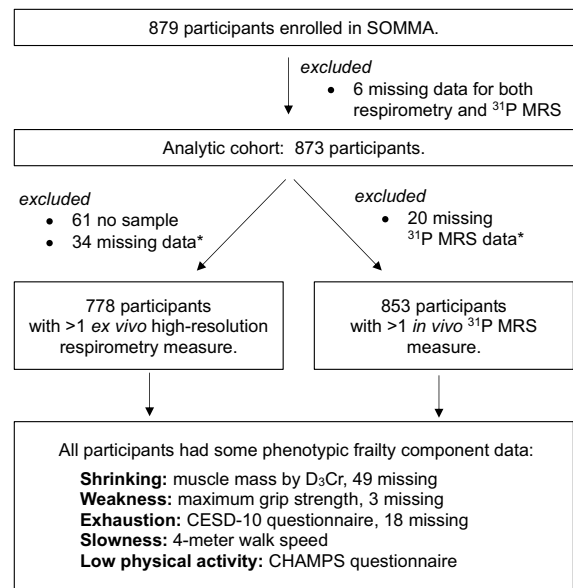 879 participants enrolled in SOMMA.
excluded
• 6 missing data for both
respirometry and ³¹P MRS
Analytic cohort: 873 participants.
excluded
• 61 no sample
• 34 missing data*
excluded
• 20 missing
³¹P MRS data*
778 participants
with >1 ex vivo high-resolution
respirometry measure.
853 participants
with >1 in vivo ³¹P MRS
measure.
All participants had some phenotypic frailty component data:
Shrinking: muscle mass by D₃Cr, 49 missing
Weakness: maximum grip strength, 3 missing
Exhaustion: CESD-10 questionnaire, 18 missing
Slowness: 4-meter walk speed
Low physical activity: CHAMPS questionnaire